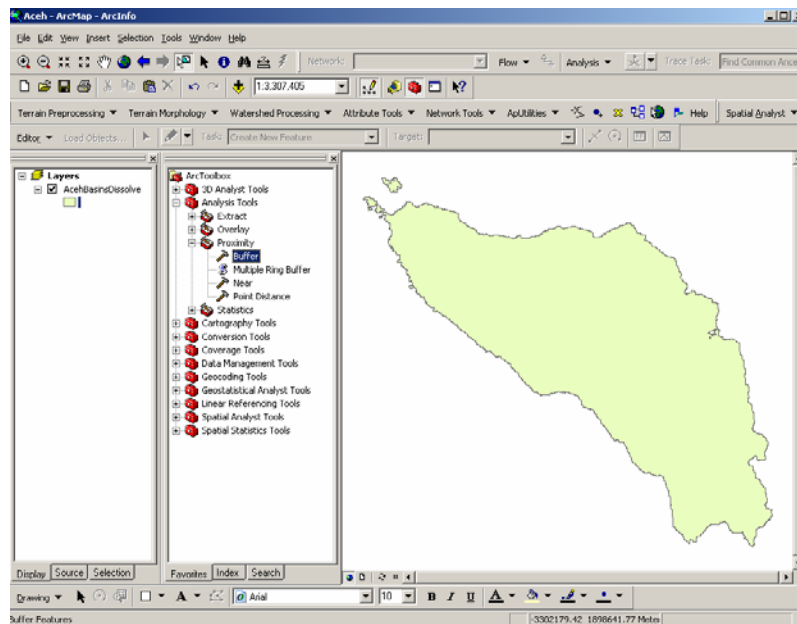 Aceh - ArcMap - ArcInfo
File Edit View Insert Selection Tools Window Help
Network: Flow Analysis Trace Task: Find Common Ance
1:3,307,405
Terrain Preprocessing Terrain Morphology Watershed Processing Attribute Tools Network Tools ApUtilities Help Spatial Analyst
Editor Load Objects... Task: Create New Feature Target:
Layers
AcehBasinsDissolve
ArcToolbox
3D Analyst Tools
Analysis Tools
Extract
Overlay
Proximity
Buffer
Multiple Ring Buffer
Near
Point Distance
Statistics
Cartography Tools
Conversion Tools
Coverage Tools
Data Management Tools
Geocoding Tools
Geostatistical Analyst Tools
Linear Referencing Tools
Spatial Analyst Tools
Spatial Statistics Tools
Display Source Selection
Favorites Index Search
Drawing A Arial 10 B I U A
Buffer Features -3302179.42 1898641.77 Meter